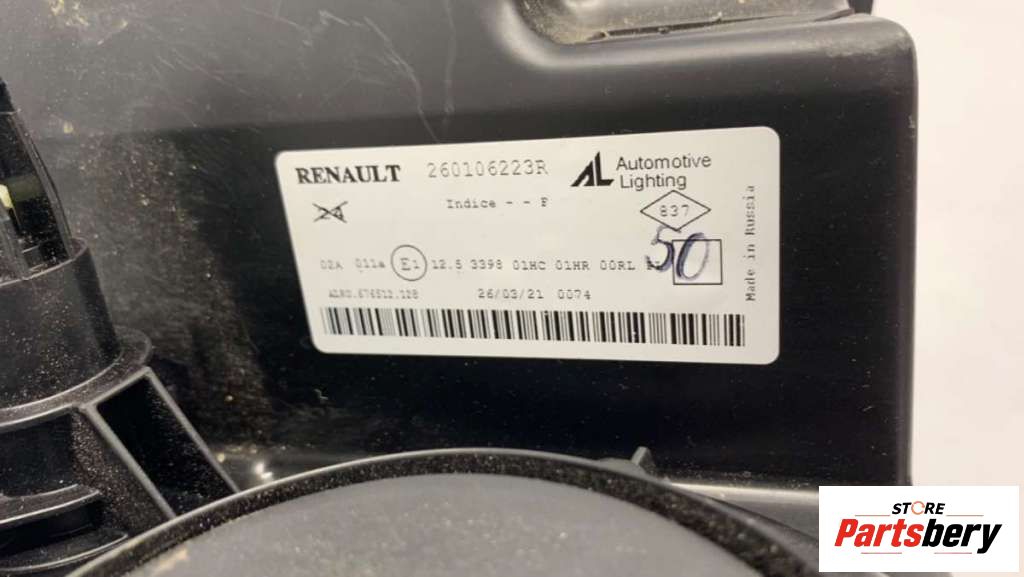 RENAULT 260106223R AL Automotive Lighting
Indice - - F
837
02A 011a E1 12.5 3398 01HC 01HR 00RL
50
26/03/21 0074
Made in Russia
STORE
Partsbery